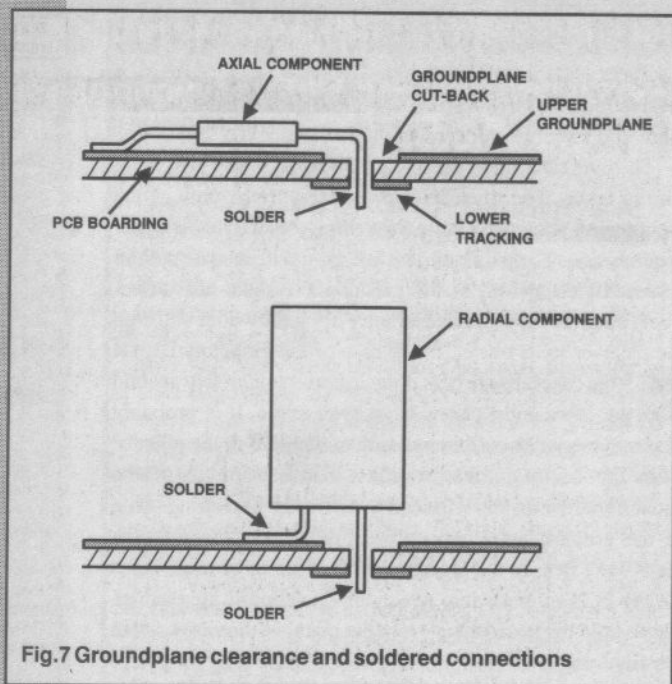 AXIAL COMPONENT
GROUNDPLANE
CUT-BACK
UPPER
GROUNDPLANE
PCB BOARDING
SOLDER
LOWER
TRACKING
RADIAL COMPONENT
SOLDER
SOLDER
Fig.7 Groundplane clearance and soldered connections